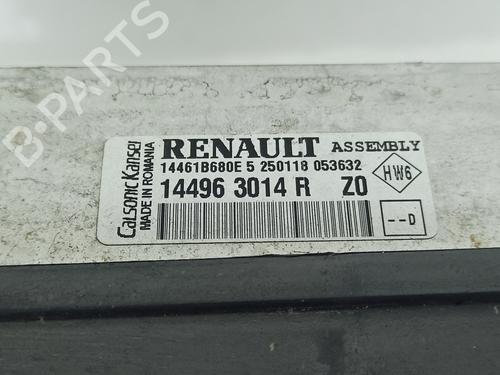 B-PARTS
Calsonic Kansei
MADE IN ROMANIA
RENAULT ASSEMBLY
14461B680E 5 250118 053632
14496 3014 R Z0
HW6
--D